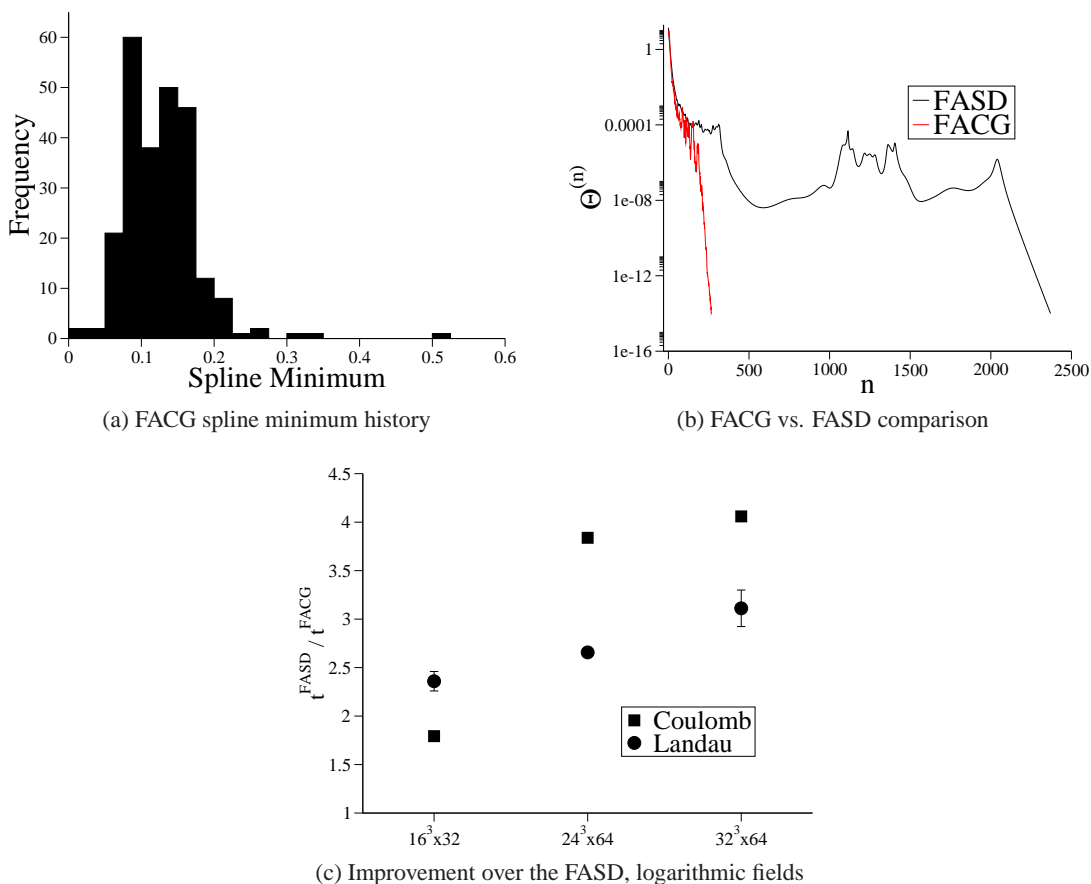 60
50
40
30
20
10
0
Frequency
0 0.1 0.2 0.3 0.4 0.5 0.6
Spline Minimum
(a) FACG spline minimum history
1
0.0001
1e-08
1e-12
1e-16
Θ(n)
FASD
FACG
0 500 1000 1500 2000 2500
n
(b) FACG vs. FASD comparison
4.5
4
3.5
3
2.5
2
1.5
1
t^FASD / t^FACG
Coulomb
Landau
16³x32 24³x64 32³x64
(c) Improvement over the FASD, logarithmic fields